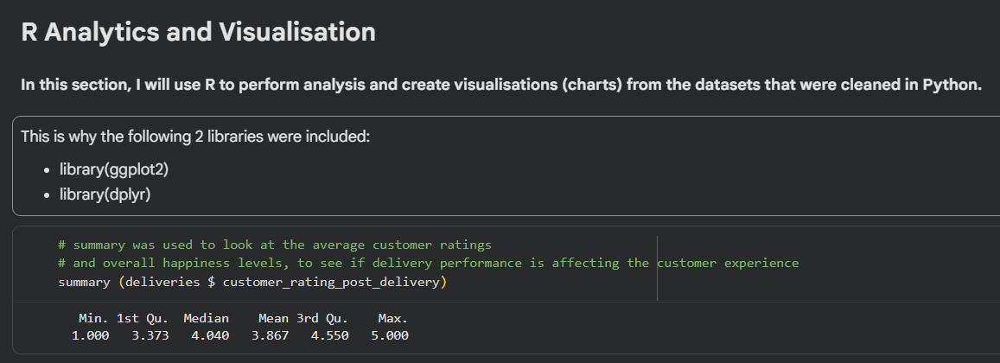 R Analytics and Visualisation
In this section, I will use R to perform analysis and create visualisations (charts) from the datasets that were cleaned in Python.
This is why the following 2 libraries were included:
• library(ggplot2)
• library(dplyr)
# summary was used to look at the average customer ratings
# and overall happiness levels, to see if delivery performance is affecting the customer experience
summary (deliveries $ customer_rating_post_delivery)
Min. 1st Qu. Median Mean 3rd Qu. Max.
1.000 3.373 4.040 3.867 4.550 5.000